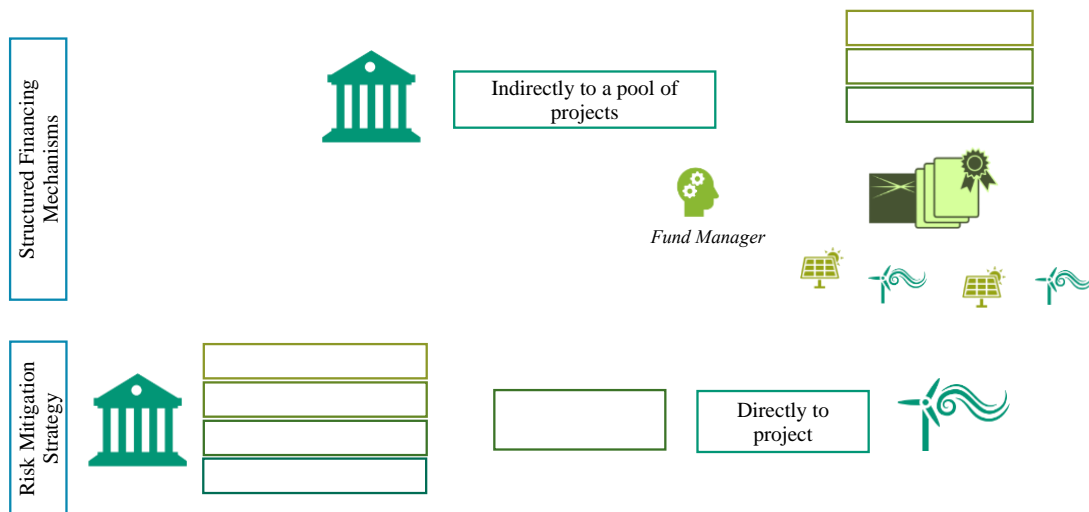 Structured Financing
Mechanisms
Indirectly to a pool of
projects
Fund Manager
Risk Mitigation
Strategy
Directly to
project